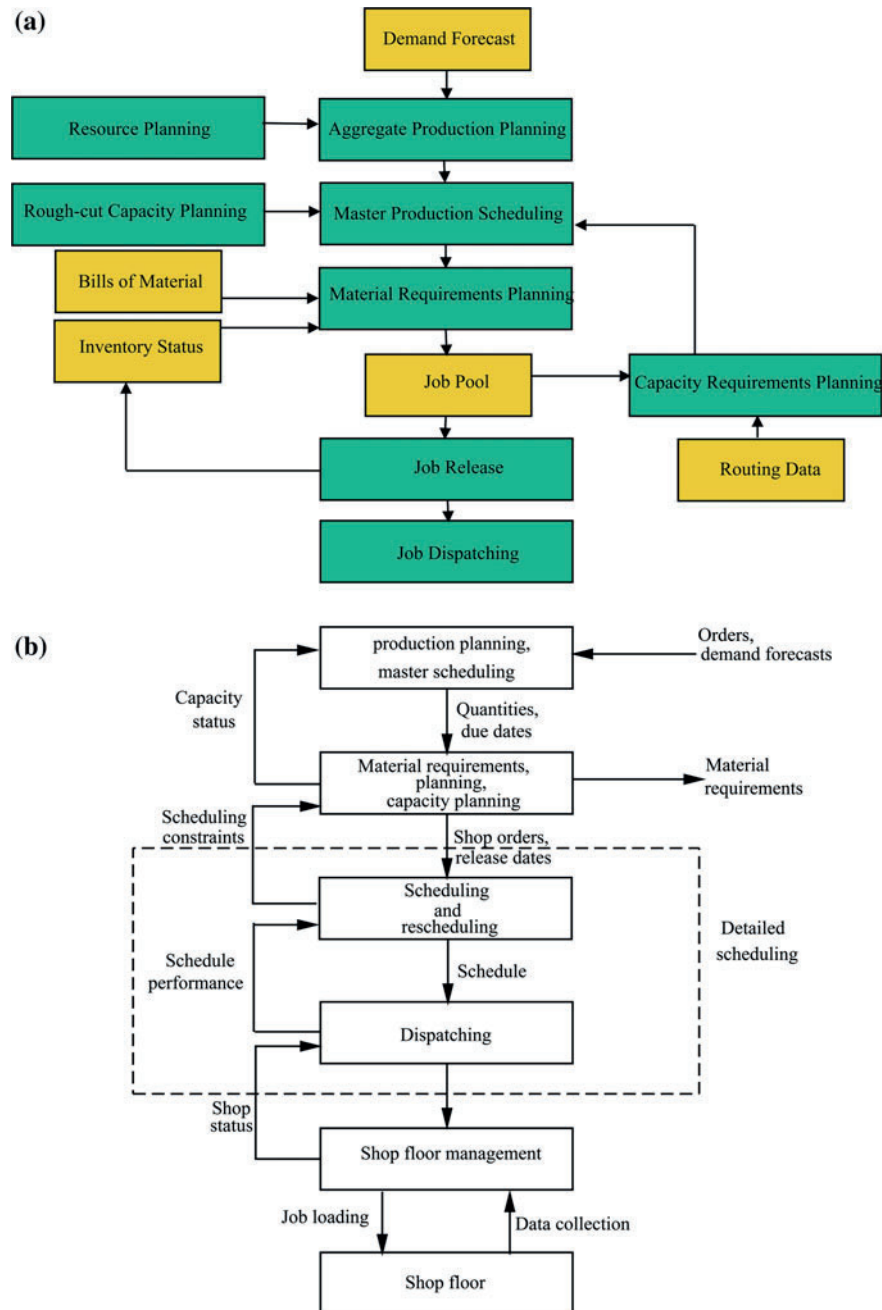 (a)
Demand Forecast
Resource Planning
Aggregate Production Planning
Rough-cut Capacity Planning
Master Production Scheduling
Bills of Material
Material Requirements Planning
Inventory Status
Job Pool
Capacity Requirements Planning
Job Release
Routing Data
Job Dispatching
(b)
production planning,
master scheduling
Orders,
demand forecasts
Capacity
status
Quantities,
due dates
Material requirements,
planning,
capacity planning
Material
requirements
Scheduling
constraints
Shop orders,
release dates
Scheduling
and
rescheduling
Detailed
scheduling
Schedule
performance
Schedule
Dispatching
Shop
status
Shop floor management
Job loading
Data collection
Shop floor